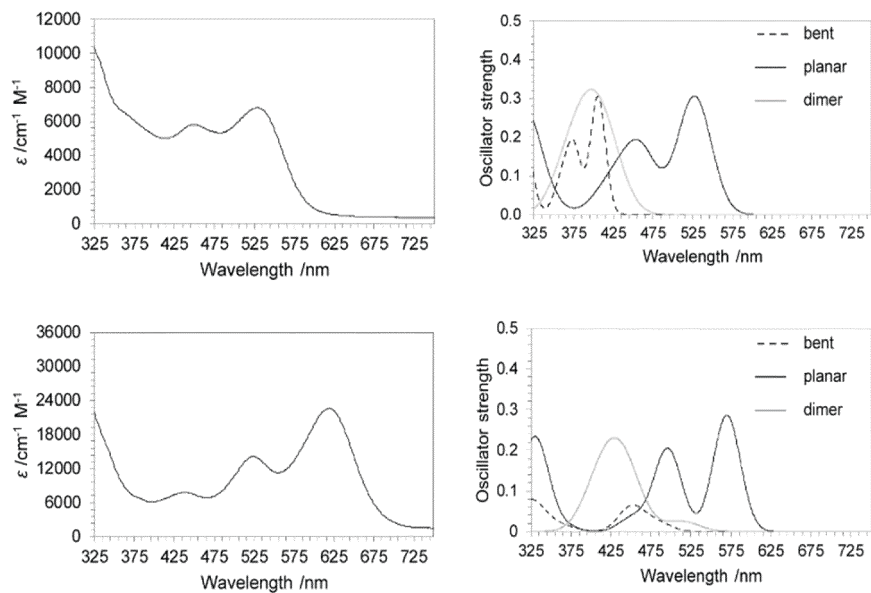 12000
10000
8000
6000
4000
2000
0
ε /cm⁻¹ M⁻¹
325 375 425 475 525 575 625 675 725
Wavelength /nm
0.5
0.4
0.3
0.2
0.1
0.0
Oscillator strength
bent
planar
dimer
325 375 425 475 525 575 625 675 725
Wavelength /nm
36000
30000
24000
18000
12000
6000
0
ε /cm⁻¹ M⁻¹
325 375 425 475 525 575 625 675 725
Wavelength /nm
0.5
0.4
0.3
0.2
0.1
0
Oscillator strength
bent
planar
dimer
325 375 425 475 525 575 625 675 725
Wavelength /nm